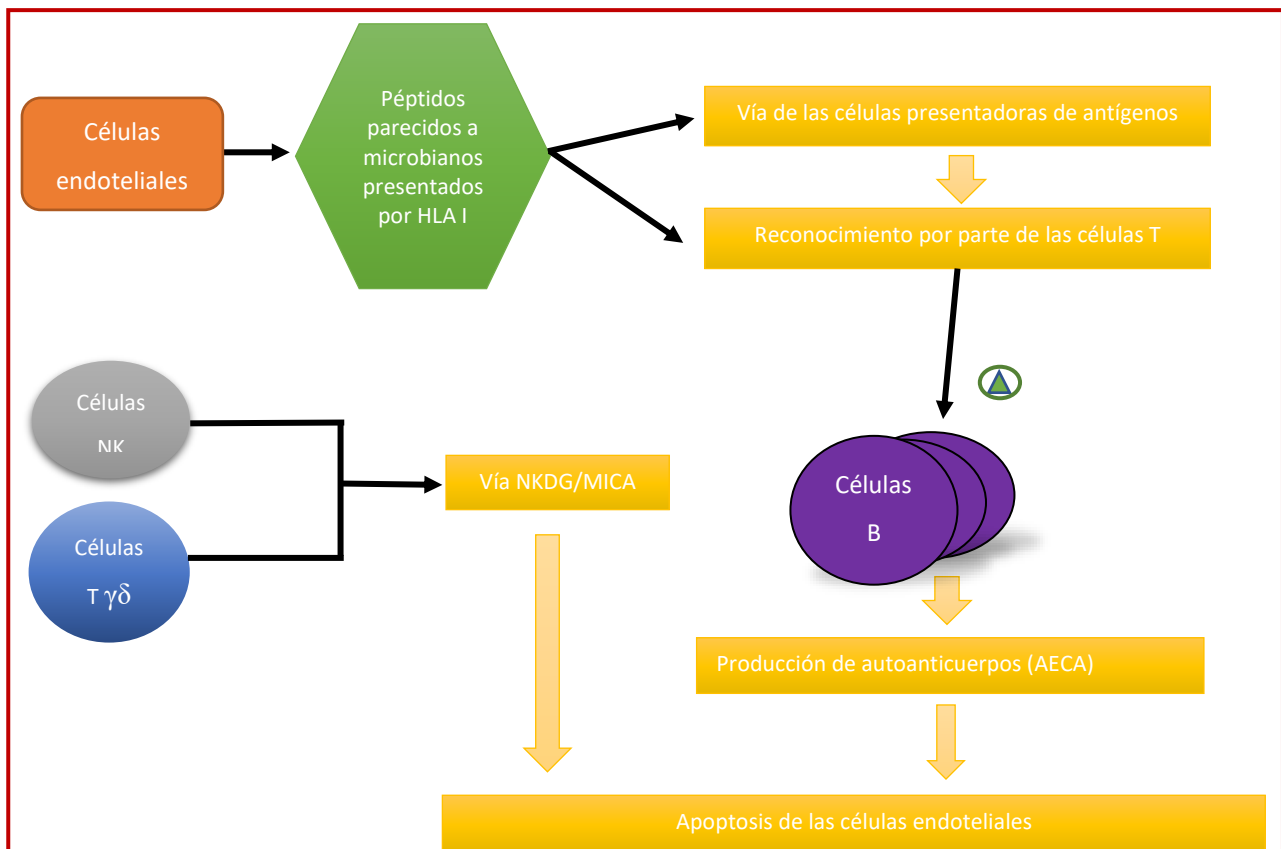 Células
endoteliales
Péptidos
parecidos a
microbianos
presentados
por HLA I
Vía de las células presentadoras de antígenos
Reconocimiento por parte de las células T
Células
NK
Células
T γδ
Vía NKDG/MICA
Células
B
Producción de autoanticuerpos (AECA)
Apoptosis de las células endoteliales